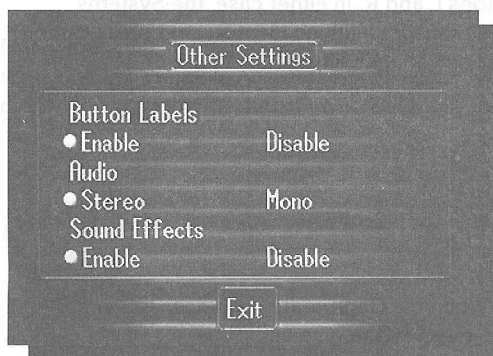 Other Settings
Button Labels
Enable Disable
Audio
Stereo Mono
Sound Effects
Enable Disable
Exit